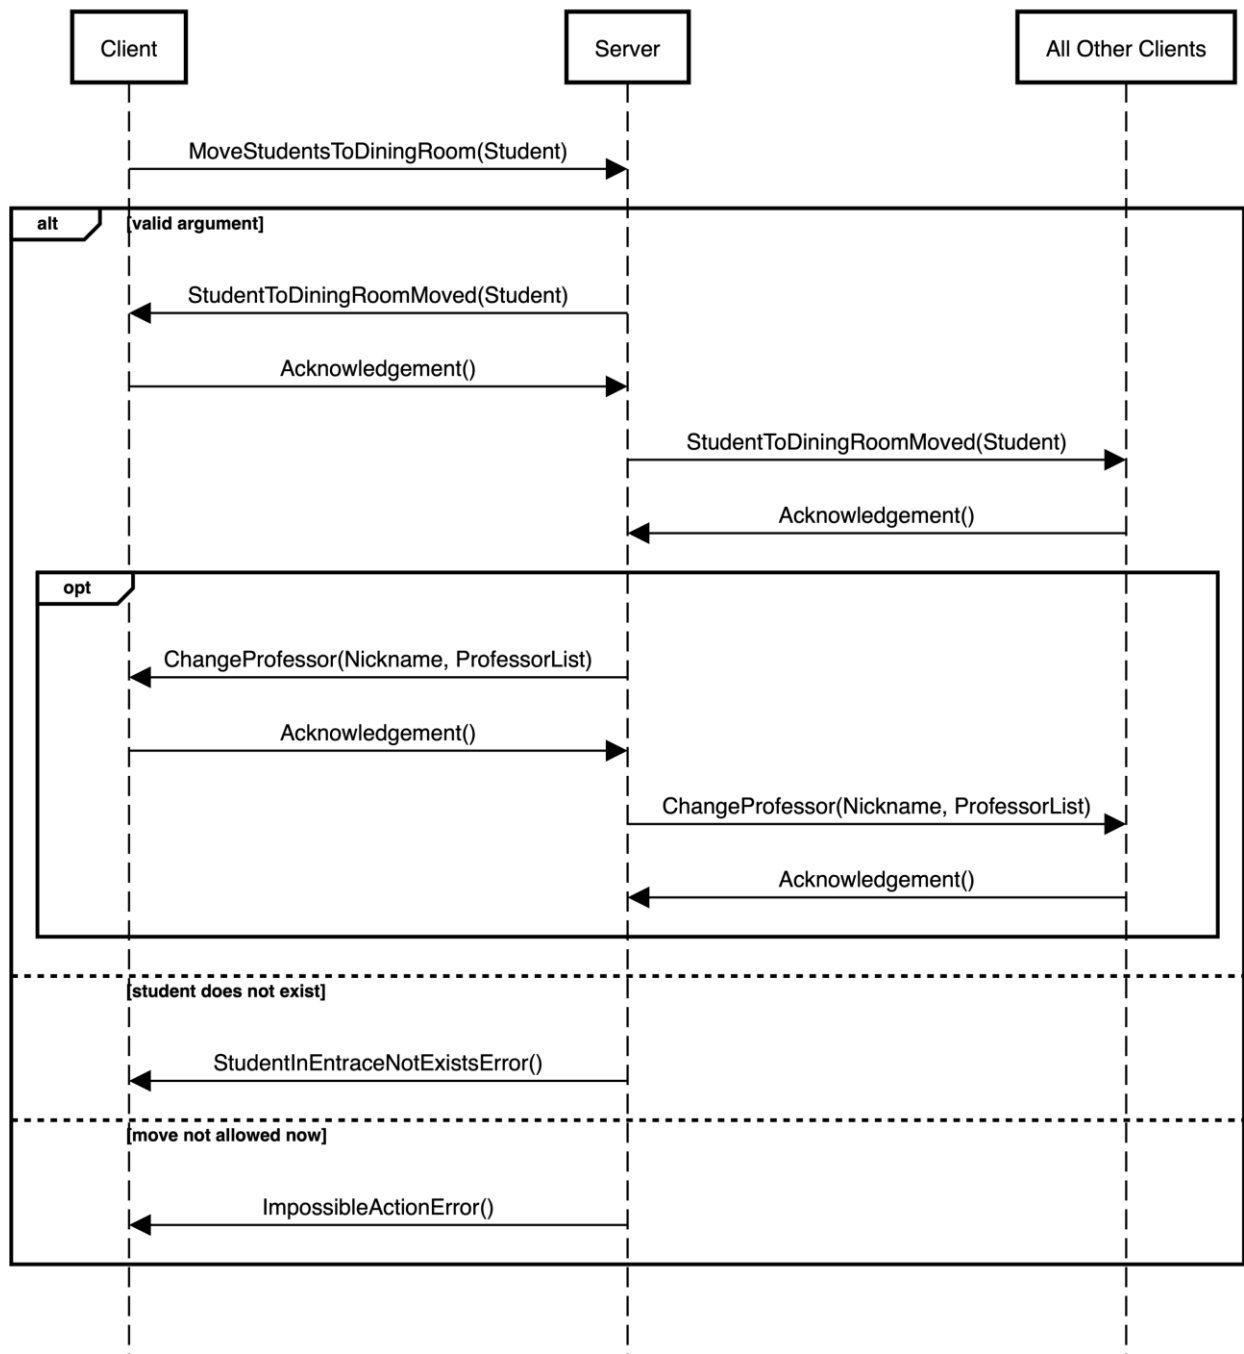 Client
Server
All Other Clients
MoveStudentsToDiningRoom(Student)
alt
[valid argument]
StudentToDiningRoomMoved(Student)
Acknowledgement()
StudentToDiningRoomMoved(Student)
Acknowledgement()
opt
ChangeProfessor(Nickname, ProfessorList)
Acknowledgement()
ChangeProfessor(Nickname, ProfessorList)
Acknowledgement()
[student does not exist]
StudentInEntraceNotExistsError()
[move not allowed now]
ImpossibleActionError()